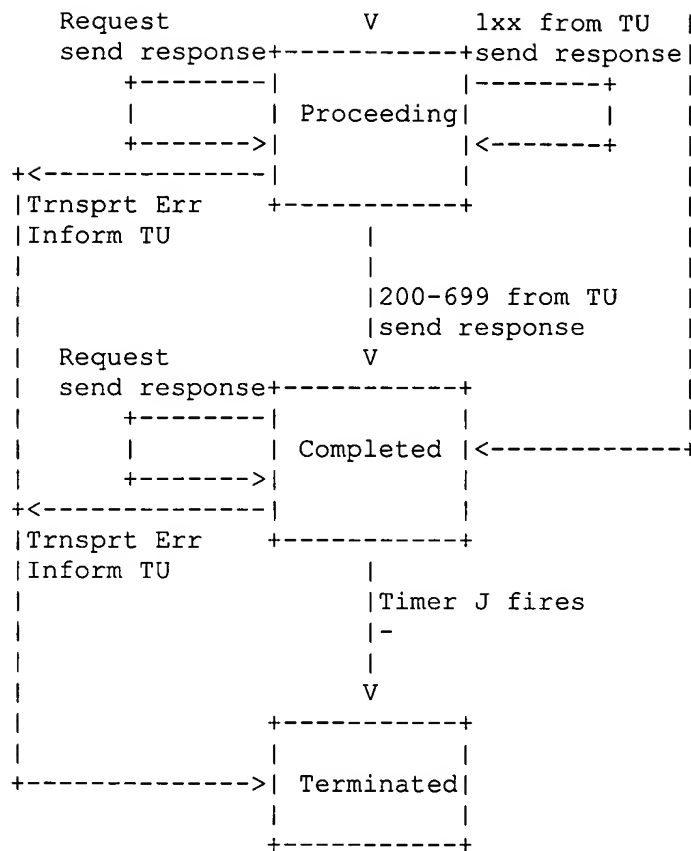 Request V 1xx from TU
send response send response
Proceeding
Trnsprt Err
Inform TU
200-699 from TU
send response
Request V
send response
Completed
Trnsprt Err
Inform TU
Timer J fires
-
V
Terminated